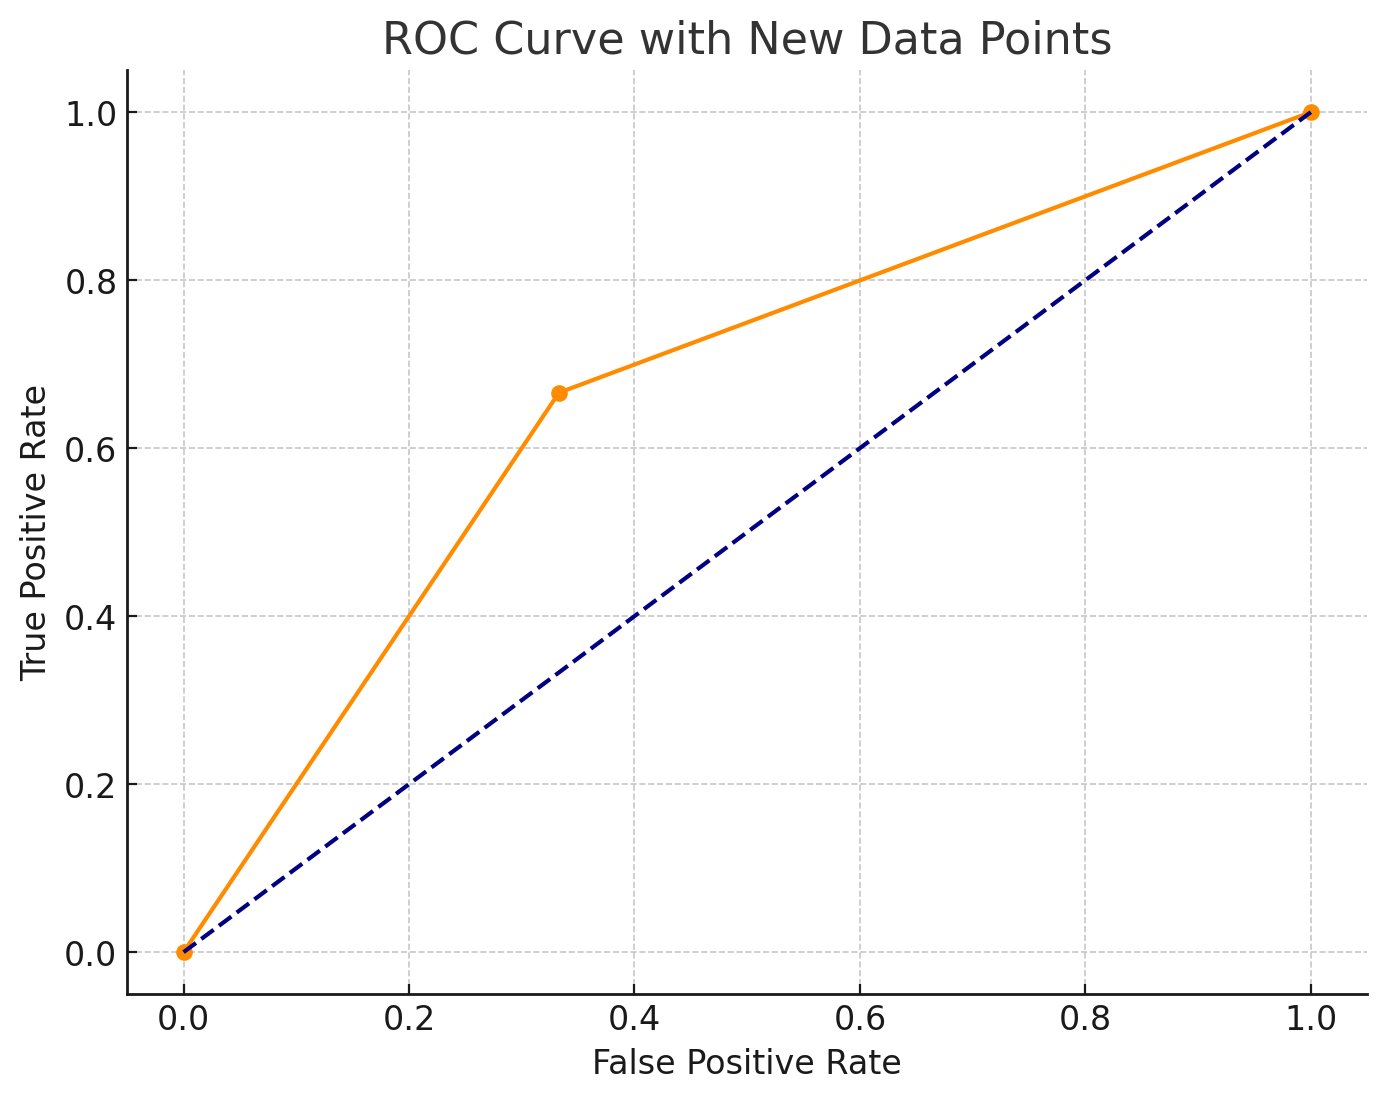 ROC Curve with New Data Points
1.0
0.8
0.6
0.4
0.2
0.0
True Positive Rate
0.0 0.2 0.4 0.6 0.8 1.0
False Positive Rate